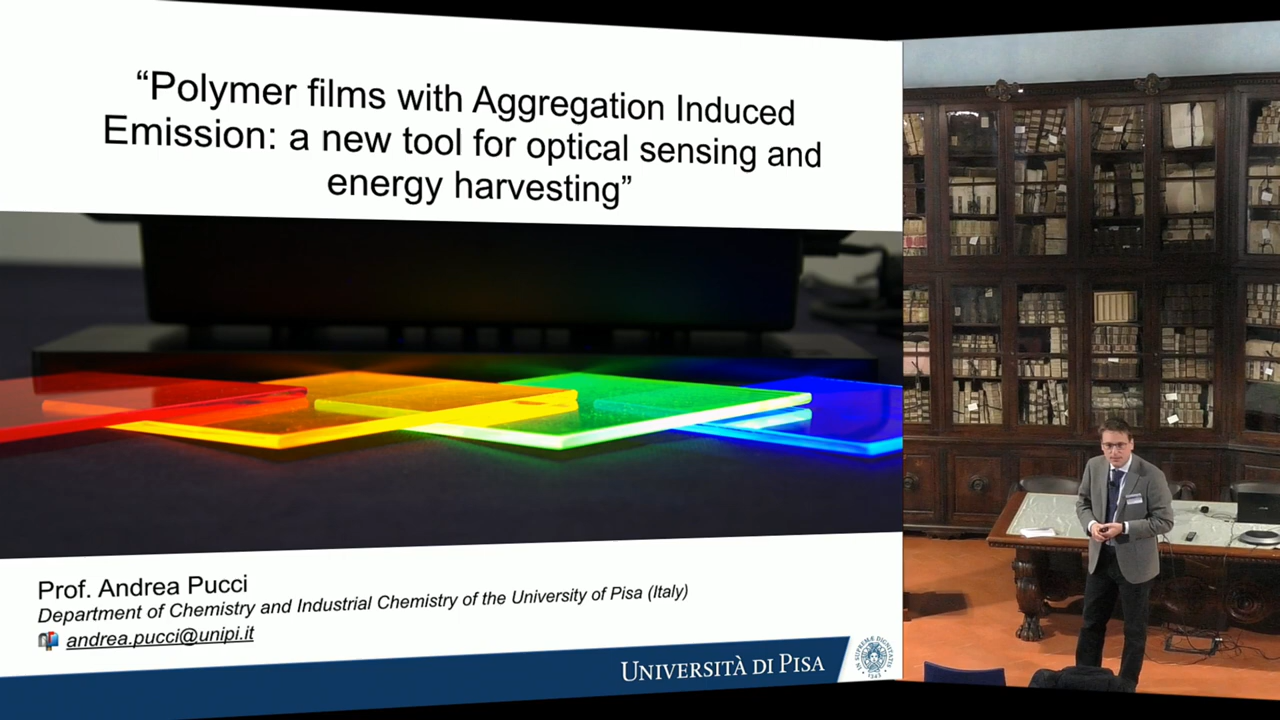 “Polymer films with Aggregation Induced
Emission: a new tool for optical sensing and
energy harvesting”
Prof. Andrea Pucci
Department of Chemistry and Industrial Chemistry of the University of Pisa (Italy)
andrea.pucci@unipi.it
UNIVERSITÀ DI PISA